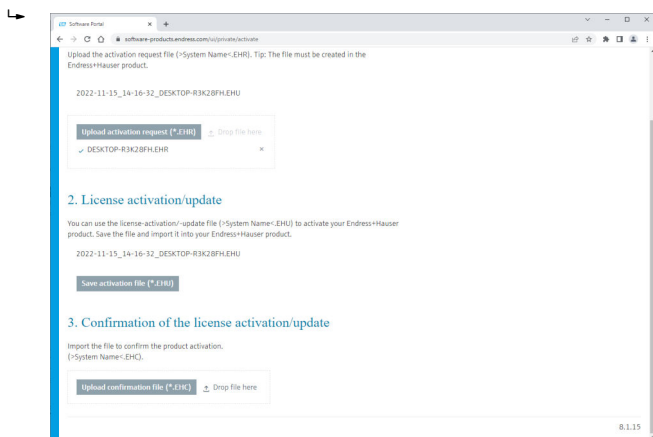 Software Portal
software-products.endress.com/ui/private/activate
Upload the activation request file (>System Name<.EHR). Tip: The file must be created in the
Endress+Hauser product.
2022-11-15_14-16-32_DESKTOP-R3K28FH.EHU
Upload activation request (*.EHR) Drop file here
DESKTOP-R3K28FH.EHR
2. License activation/update
You can use the license-activation/-update file (>System Name<.EHU) to activate your Endress+Hauser
product. Save the file and import it into your Endress+Hauser product.
2022-11-15_14-16-32_DESKTOP-R3K28FH.EHU
Save activation file (*.EHU)
3. Confirmation of the license activation/update
Import the file to confirm the product activation.
(>System Name<.EHC).
Upload confirmation file (*.EHC) Drop file here
8.1.15